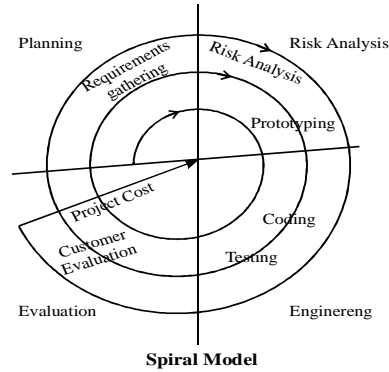 Planning
Risk Analysis
Requirements
gathering
Risk Analysis
Prototyping
Project Cost
Coding
Customer
Evaluation
Testing
Evaluation
Enginereng
Spiral Model